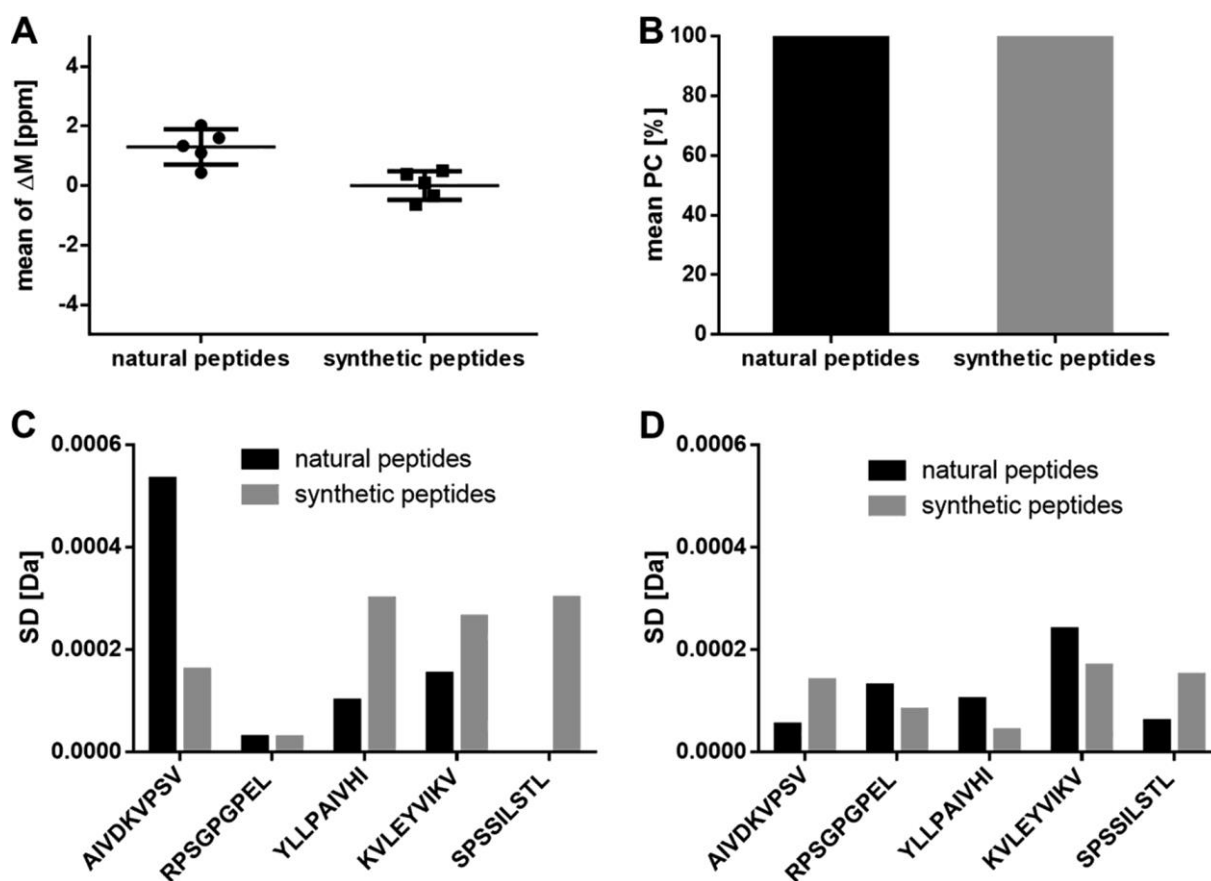 A
mean of ΔM [ppm]
4
2
0
-2
-4
natural peptides
synthetic peptides
B
mean PC [%]
100
80
60
40
20
0
natural peptides
synthetic peptides
C
SD [Da]
0.0006
0.0004
0.0002
0.0000
natural peptides
synthetic peptides
AIVDKVPSV
RPSGPGPEL
YLLPAIVHI
KVLEYVIKV
SPSSILSTL
D
SD [Da]
0.0006
0.0004
0.0002
0.0000
natural peptides
synthetic peptides
AIVDKVPSV
RPSGPGPEL
YLLPAIVHI
KVLEYVIKV
SPSSILSTL